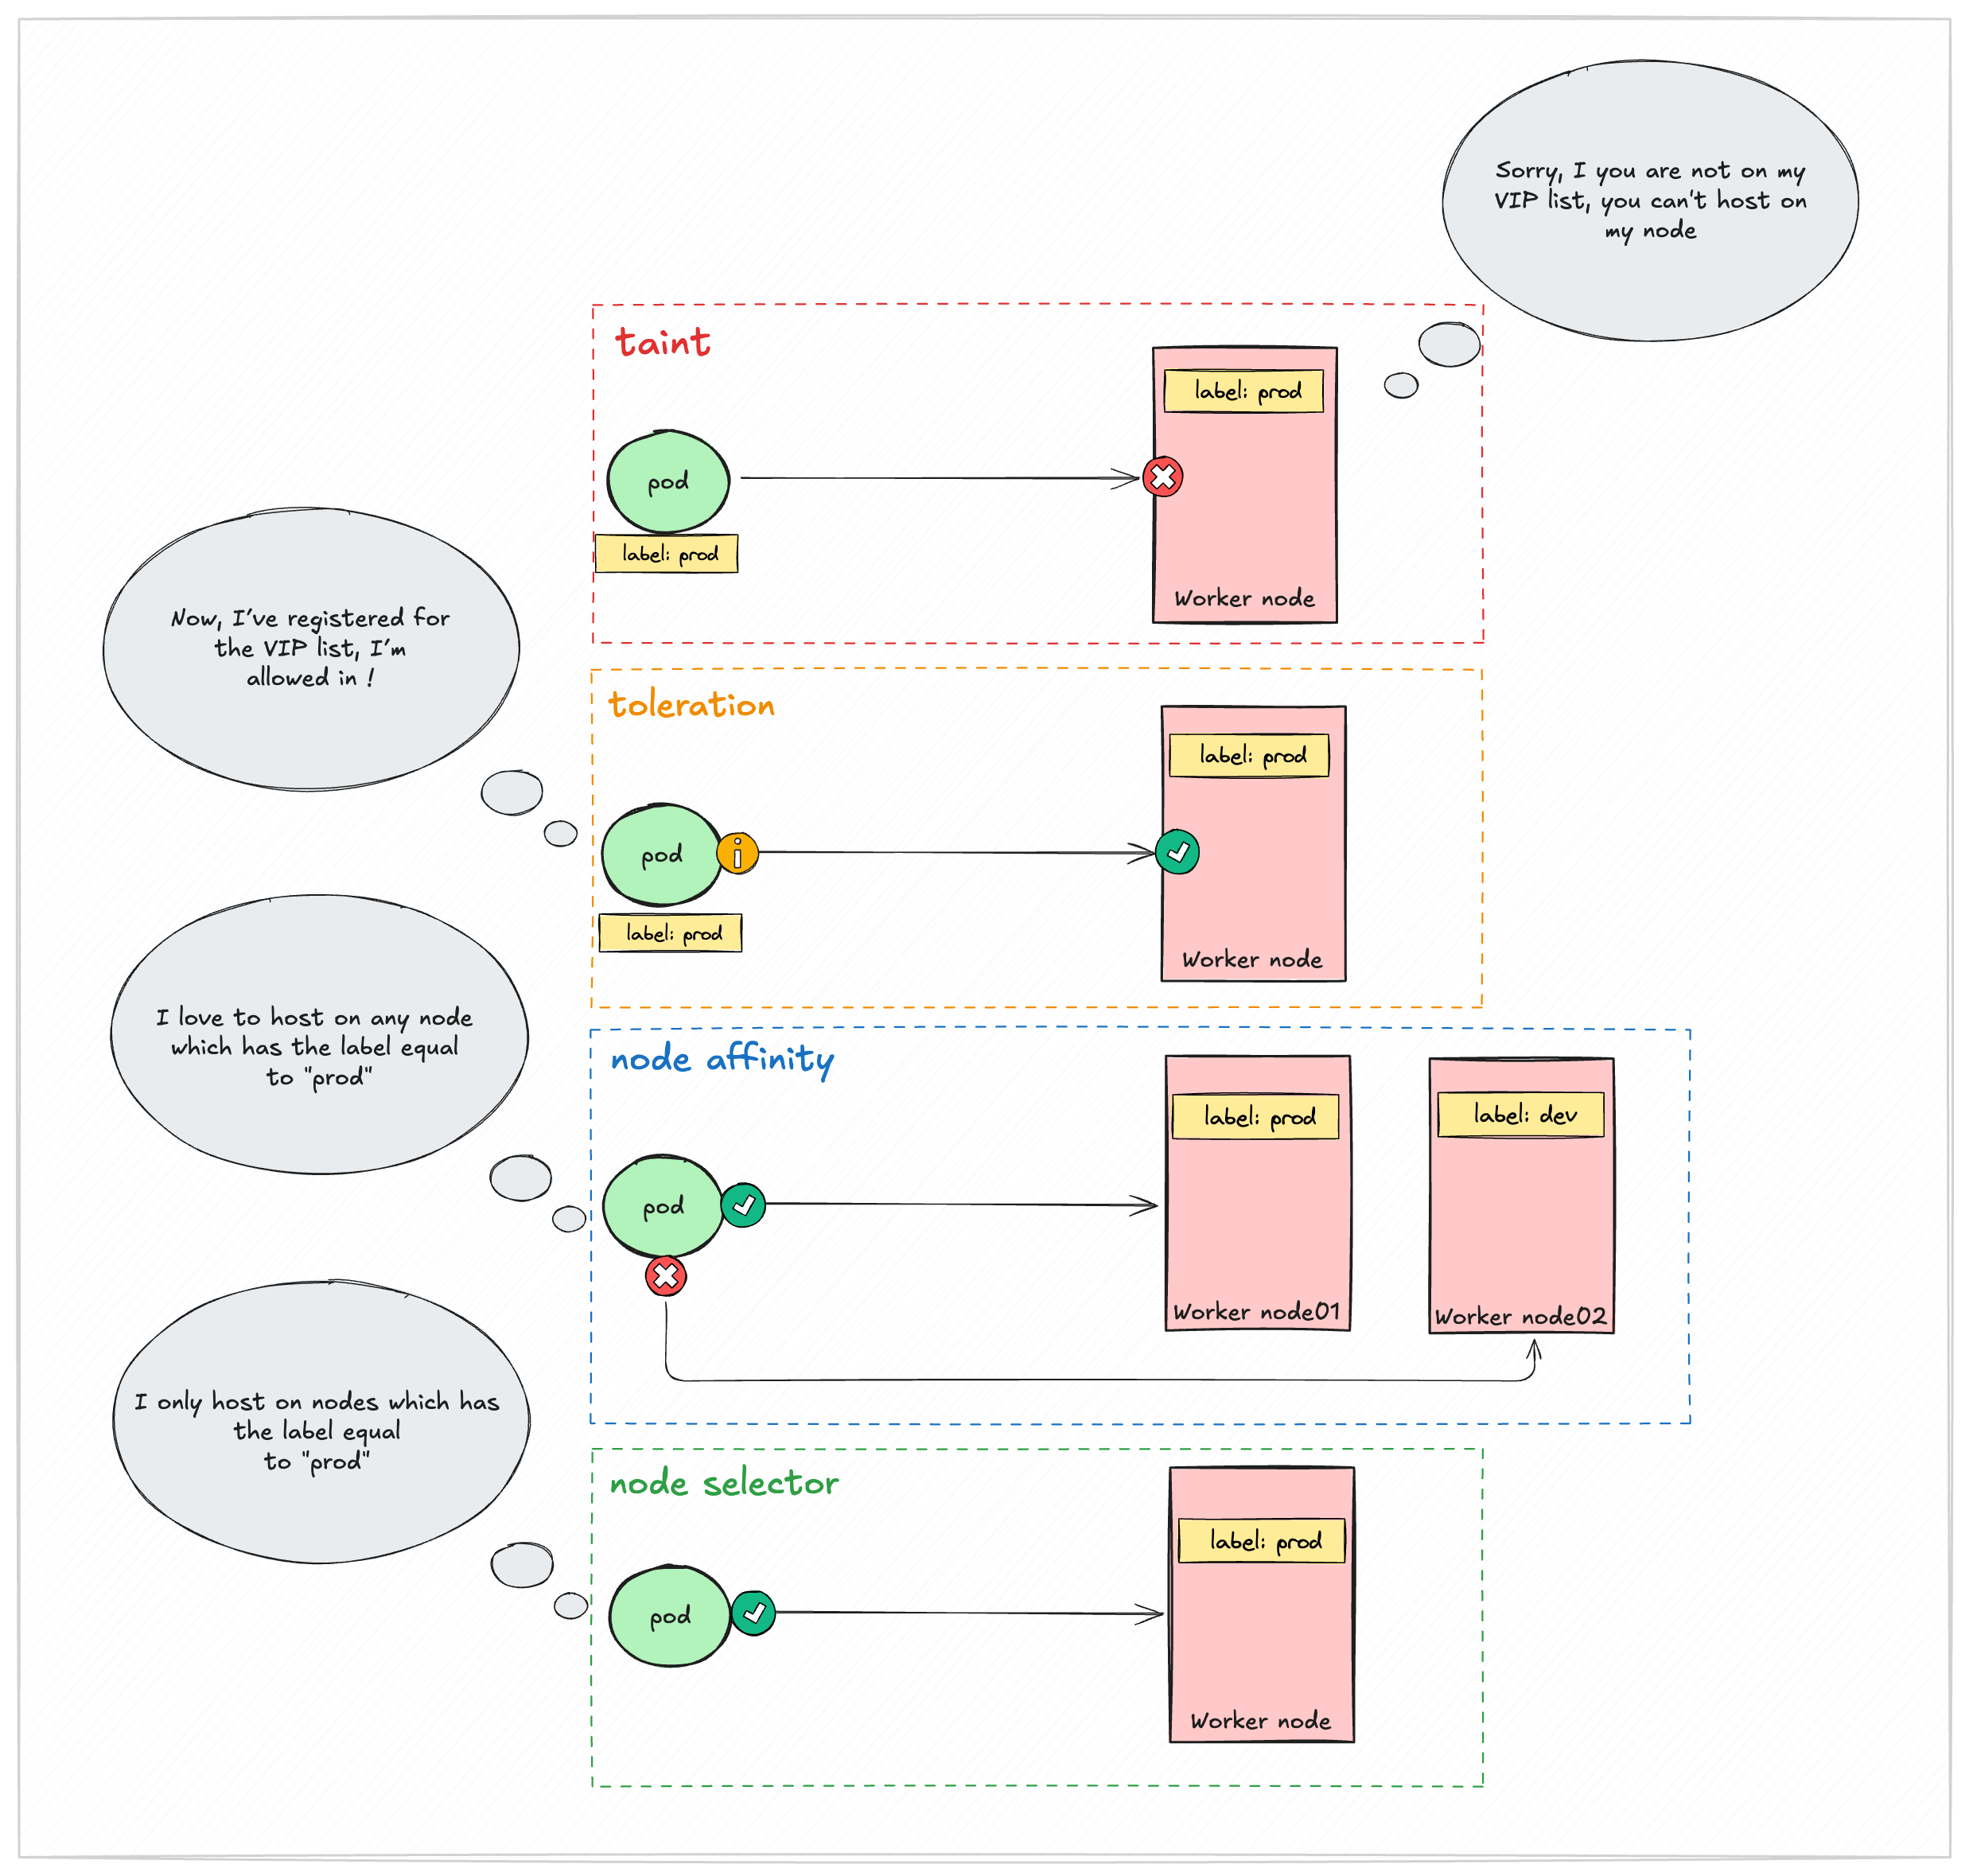 Sorry, I you are not on my
VIP list, you can't host on
my node
taint
label: prod
pod
label: prod
Worker node
Now, I've registered for
the VIP list, I'm
allowed in !
toleration
label: prod
pod
label: prod
Worker node
I love to host on any node
which has the label equal
to "prod"
node affinity
label: prod
label: dev
pod
Worker node01
Worker node02
I only host on nodes which has
the label equal
to "prod"
node selector
label: prod
pod
Worker node